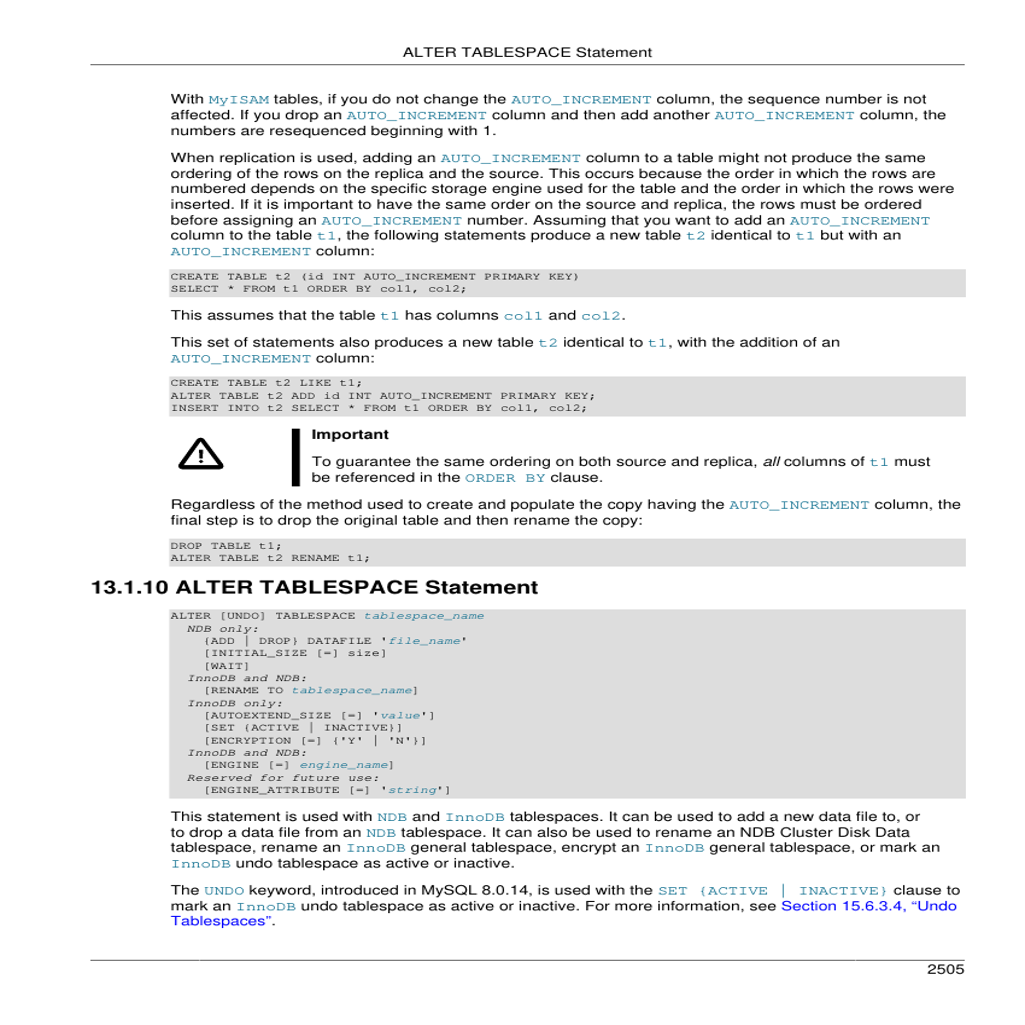 ALTER TABLESPACE Statement
With MyISAM tables, if you do not change the AUTO_INCREMENT column, the sequence number is not
affected. If you drop an AUTO_INCREMENT column and then add another AUTO_INCREMENT column, the
numbers are resequenced beginning with 1.
When replication is used, adding an AUTO_INCREMENT column to a table might not produce the same
ordering of the rows on the replica and the source. This occurs because the order in which the rows are
numbered depends on the specific storage engine used for the table and the order in which the rows were
inserted. If it is important to have the same order on the source and replica, the rows must be ordered
before assigning an AUTO_INCREMENT number. Assuming that you want to add an AUTO_INCREMENT
column to the table t1, the following statements produce a new table t2 identical to t1 but with an
AUTO_INCREMENT column:
CREATE TABLE t2 (id INT AUTO_INCREMENT PRIMARY KEY)
SELECT * FROM t1 ORDER BY col1, col2;
This assumes that the table t1 has columns col1 and col2.
This set of statements also produces a new table t2 identical to t1, with the addition of an
AUTO_INCREMENT column:
CREATE TABLE t2 LIKE t1;
ALTER TABLE t2 ADD id INT AUTO_INCREMENT PRIMARY KEY;
INSERT INTO t2 SELECT * FROM t1 ORDER BY col1, col2;
Important
To guarantee the same ordering on both source and replica, all columns of t1 must
be referenced in the ORDER BY clause.
Regardless of the method used to create and populate the copy having the AUTO_INCREMENT column, the
final step is to drop the original table and then rename the copy:
DROP TABLE t1;
ALTER TABLE t2 RENAME t1;
13.1.10 ALTER TABLESPACE Statement
ALTER [UNDO] TABLESPACE tablespace_name
NDB only:
{ADD | DROP} DATAFILE 'file_name'
[INITIAL_SIZE [=] size]
[WAIT]
InnoDB and NDB:
[RENAME TO tablespace_name]
InnoDB only:
[AUTOEXTEND_SIZE [=] 'value']
[SET {ACTIVE | INACTIVE}]
[ENCRYPTION [=] {'Y' | 'N'}]
InnoDB and NDB:
[ENGINE [=] engine_name]
Reserved for future use:
[ENGINE_ATTRIBUTE [=] 'string']
This statement is used with NDB and InnoDB tablespaces. It can be used to add a new data file to, or
to drop a data file from an NDB tablespace. It can also be used to rename an NDB Cluster Disk Data
tablespace, rename an InnoDB general tablespace, encrypt an InnoDB general tablespace, or mark an
InnoDB undo tablespace as active or inactive.
The UNDO keyword, introduced in MySQL 8.0.14, is used with the SET {ACTIVE | INACTIVE} clause to
mark an InnoDB undo tablespace as active or inactive. For more information, see Section 15.6.3.4, “Undo
Tablespaces”.
2505